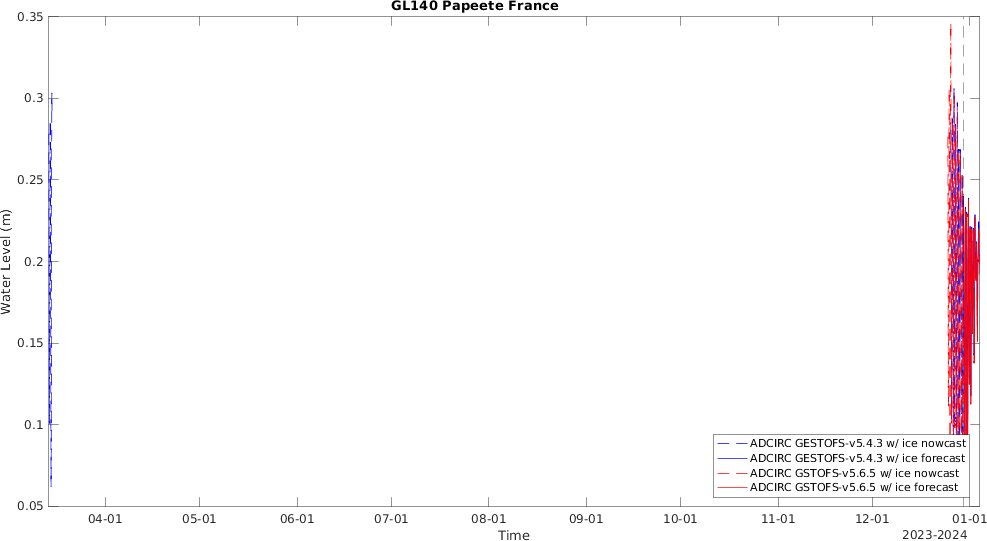 GL140 Papeete France
0.35
0.3
0.25
0.2
0.15
0.1
0.05
Water Level (m)
04-01 05-01 06-01 07-01 08-01 09-01 10-01 11-01 12-01 01-01
Time
2023-2024
ADCIRC GESTOFS-v5.4.3 w/ ice nowcast
ADCIRC GESTOFS-v5.4.3 w/ ice forecast
ADCIRC GSTOFS-v5.6.5 w/ ice nowcast
ADCIRC GSTOFS-v5.6.5 w/ ice forecast